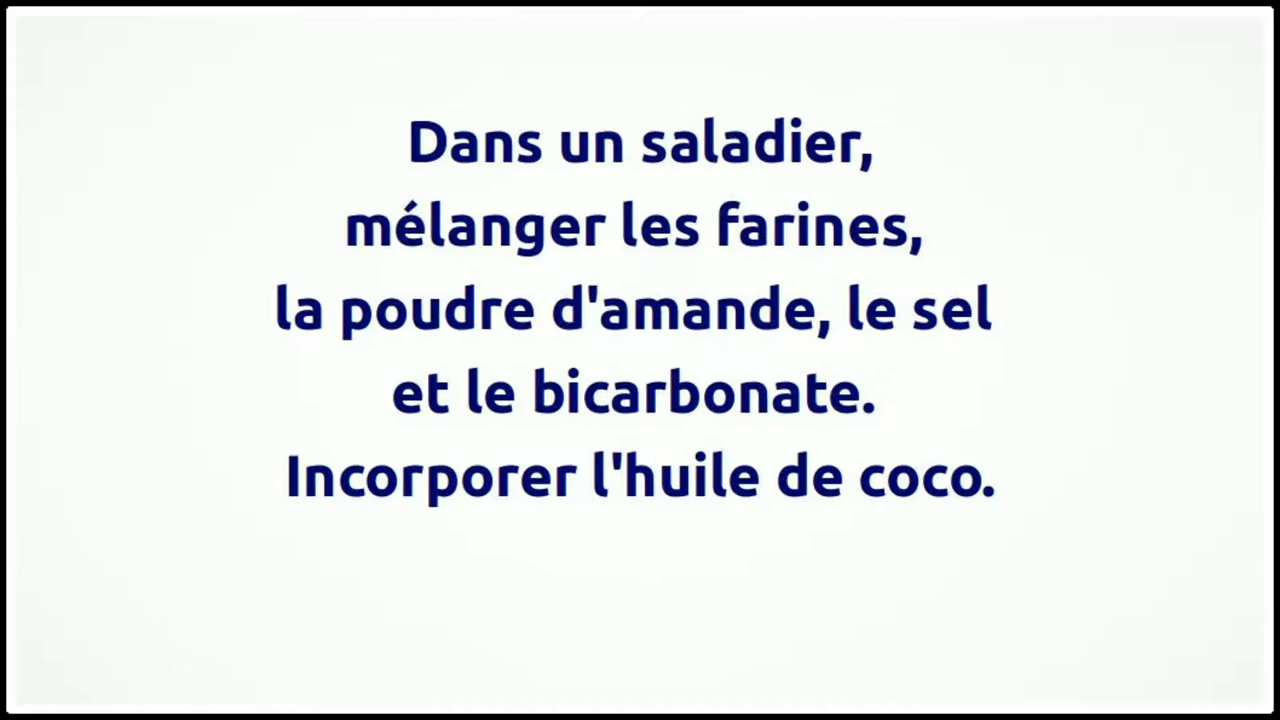 Dans un saladier,
mélanger les farines,
la poudre d'amande, le sel
et le bicarbonate.
Incorporer l'huile de coco.